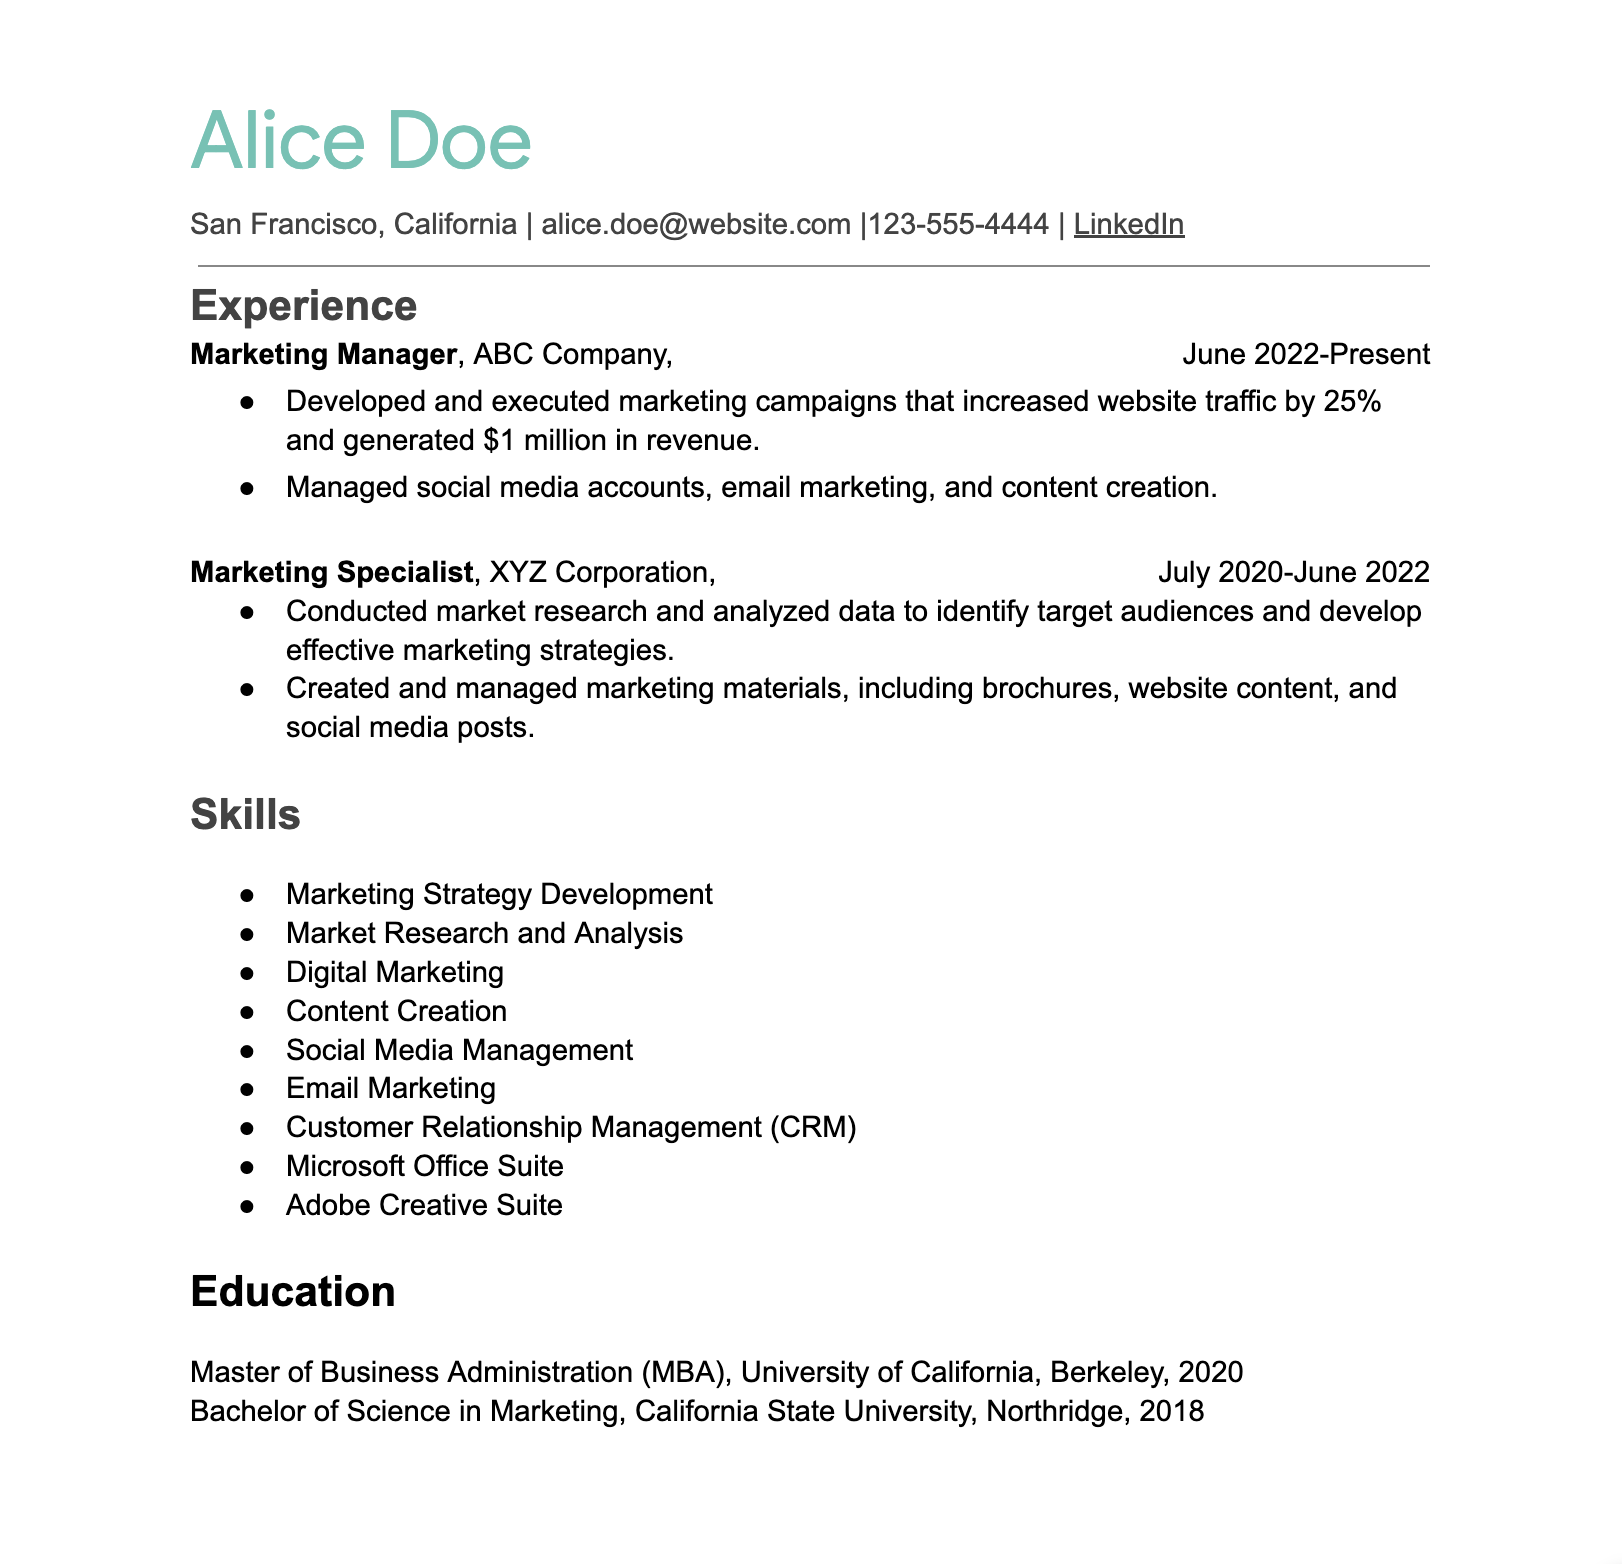 Alice Doe
San Francisco, California | alice.doe@website.com |123-555-4444 | LinkedIn
Experience
Marketing Manager, ABC Company, June 2022-Present
● Developed and executed marketing campaigns that increased website traffic by 25%
and generated $1 million in revenue.
● Managed social media accounts, email marketing, and content creation.
Marketing Specialist, XYZ Corporation, July 2020-June 2022
● Conducted market research and analyzed data to identify target audiences and develop
effective marketing strategies.
● Created and managed marketing materials, including brochures, website content, and
social media posts.
Skills
● Marketing Strategy Development
● Market Research and Analysis
● Digital Marketing
● Content Creation
● Social Media Management
● Email Marketing
● Customer Relationship Management (CRM)
● Microsoft Office Suite
● Adobe Creative Suite
Education
Master of Business Administration (MBA), University of California, Berkeley, 2020
Bachelor of Science in Marketing, California State University, Northridge, 2018